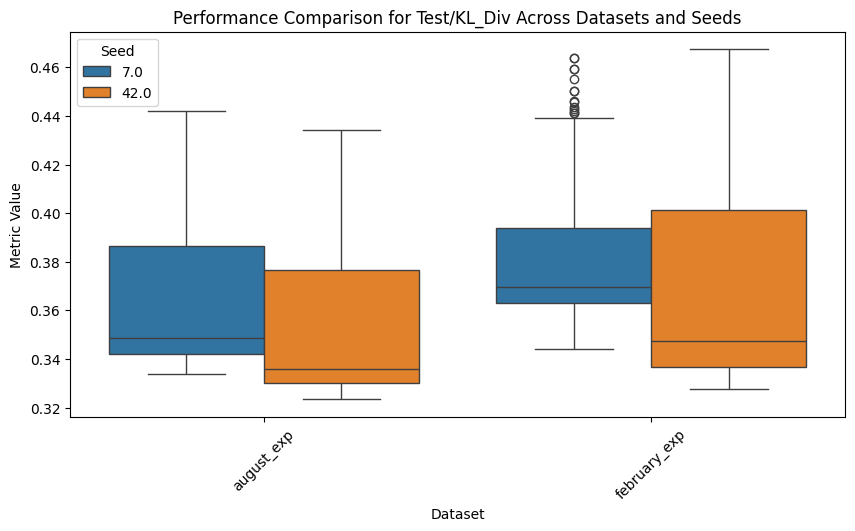 Performance Comparison for Test/KL_Div Across Datasets and Seeds
Seed
7.0
42.0
Metric Value
0.46
0.44
0.42
0.40
0.38
0.36
0.34
0.32
august_exp
february_exp
Dataset